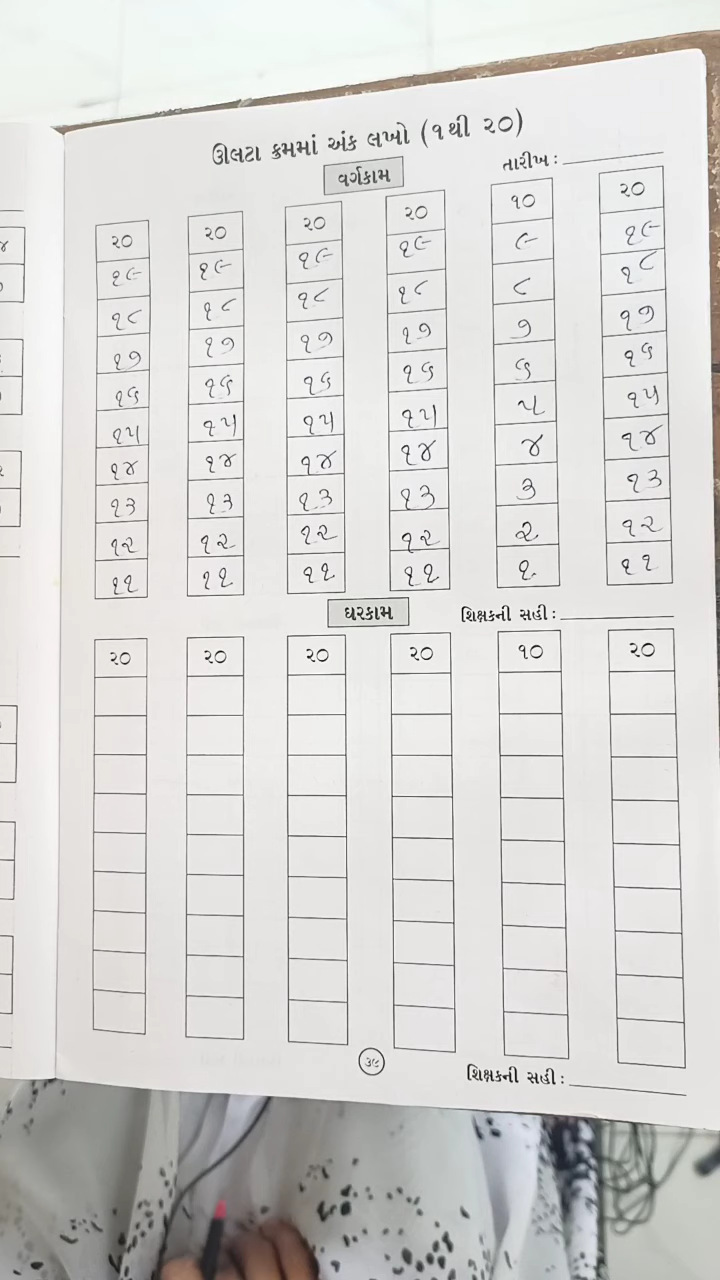 ઊલટા ક્રમમાં અંક લખો (૧થી ૨૦)
વર્ગકામ
તારીખ :
૨૦ ૨૦ ૨૦ ૨૦ ૧૦ ૨૦
૧૯ ૧૯ ૧૯ ૧૯ ૯ ૧૯
૧૮ ૧૮ ૧૮ ૧૮ ૮ ૧૮
૧૭ ૧૭ ૧૭ ૧૭ ૭ ૧૭
૧૬ ૧૬ ૧૬ ૧૬ ૬ ૧૬
૧૫ ૧૫ ૧૫ ૧૫ ૫ ૧૫
૧૪ ૧૪ ૧૪ ૧૪ ૪ ૧૪
૧૩ ૧૩ ૧૩ ૧૩ ૩ ૧૩
૧૨ ૧૨ ૧૨ ૧૨ ૨ ૧૨
૧૧ ૧૧ ૧૧ ૧૧ ૧ ૧૧
ઘરકામ
શિક્ષકની સહી :
૨૦ ૨૦ ૨૦ ૨૦ ૧૦ ૨૦
૩૯
શિક્ષકની સહી :